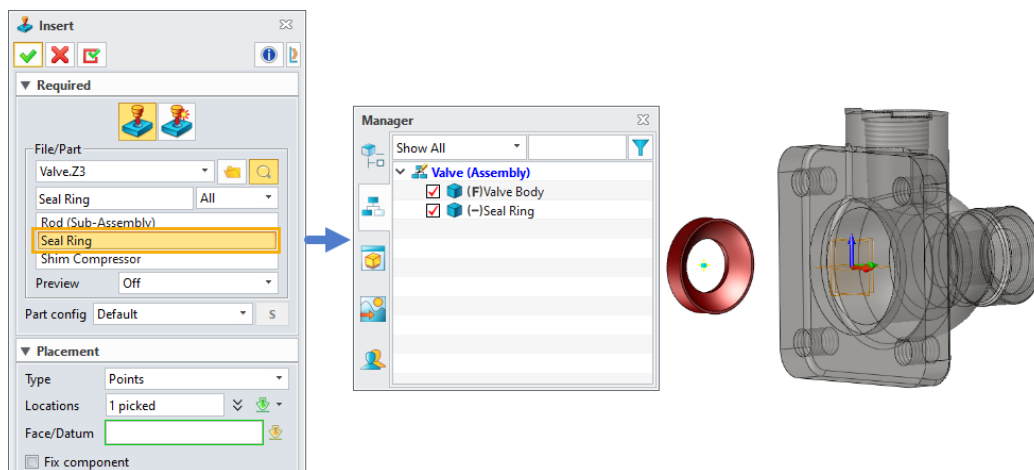 Insert
Required
File/Part
Valve.Z3
Seal Ring All
Rod (Sub-Assembly)
Seal Ring
Shim Compressor
Preview Off
Part config Default S
Placement
Type Points
Locations 1 picked
Face/Datum
Fix component
Manager
Show All
Valve (Assembly)
(F)Valve Body
(−)Seal Ring